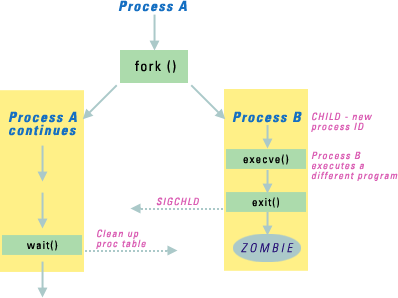 Process A
fork ()
Process A
continues
Process B
CHILD - new
process ID
execve()
Process B
executes a
different program
exit()
SIGCHLD
wait()
Clean up
proc table
ZOMBIE